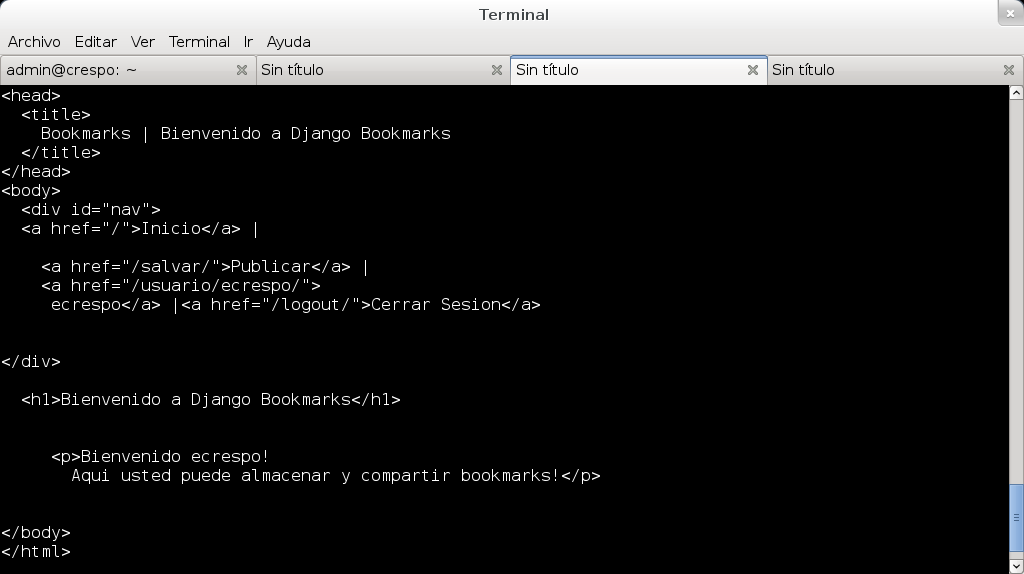 Terminal
Archivo Editar Ver Terminal Ir Ayuda
admin@crespo: ~ Sin título Sin título Sin título
<head>
  <title>
    Bookmarks | Bienvenido a Django Bookmarks
  </title>
</head>
<body>
  <div id="nav">
  <a href="/">Inicio</a> |
    <a href="/salvar/">Publicar</a> |
    <a href="/usuario/ecrespo/">
     ecrespo</a> |<a href="/logout/">Cerrar Sesion</a>
</div>
  <h1>Bienvenido a Django Bookmarks</h1>
     <p>Bienvenido ecrespo!
       Aqui usted puede almacenar y compartir bookmarks!</p>
</body>
</html>